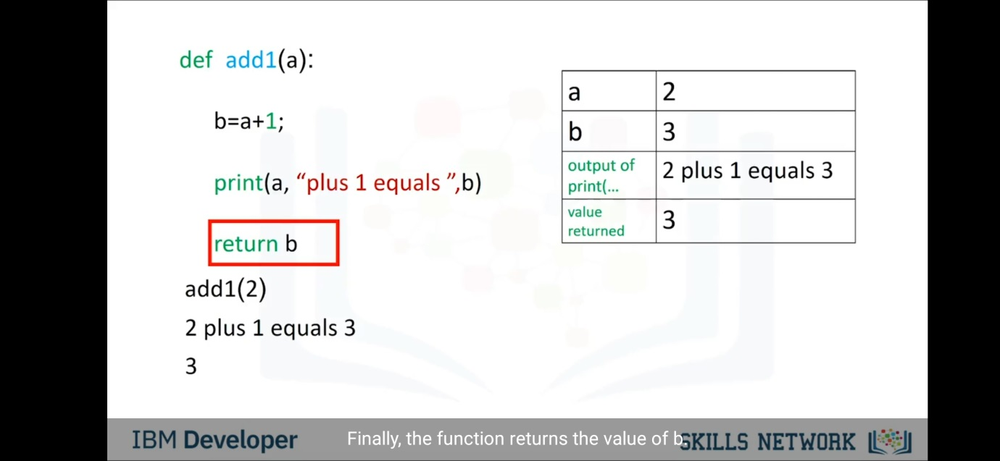 def add1(a):
b=a+1;
print(a, “plus 1 equals ”,b)
return b
add1(2)
2 plus 1 equals 3
3
a 2
b 3
output of print(... 2 plus 1 equals 3
value returned 3
IBM Developer
Finally, the function returns the value of b.
SKILLS NETWORK